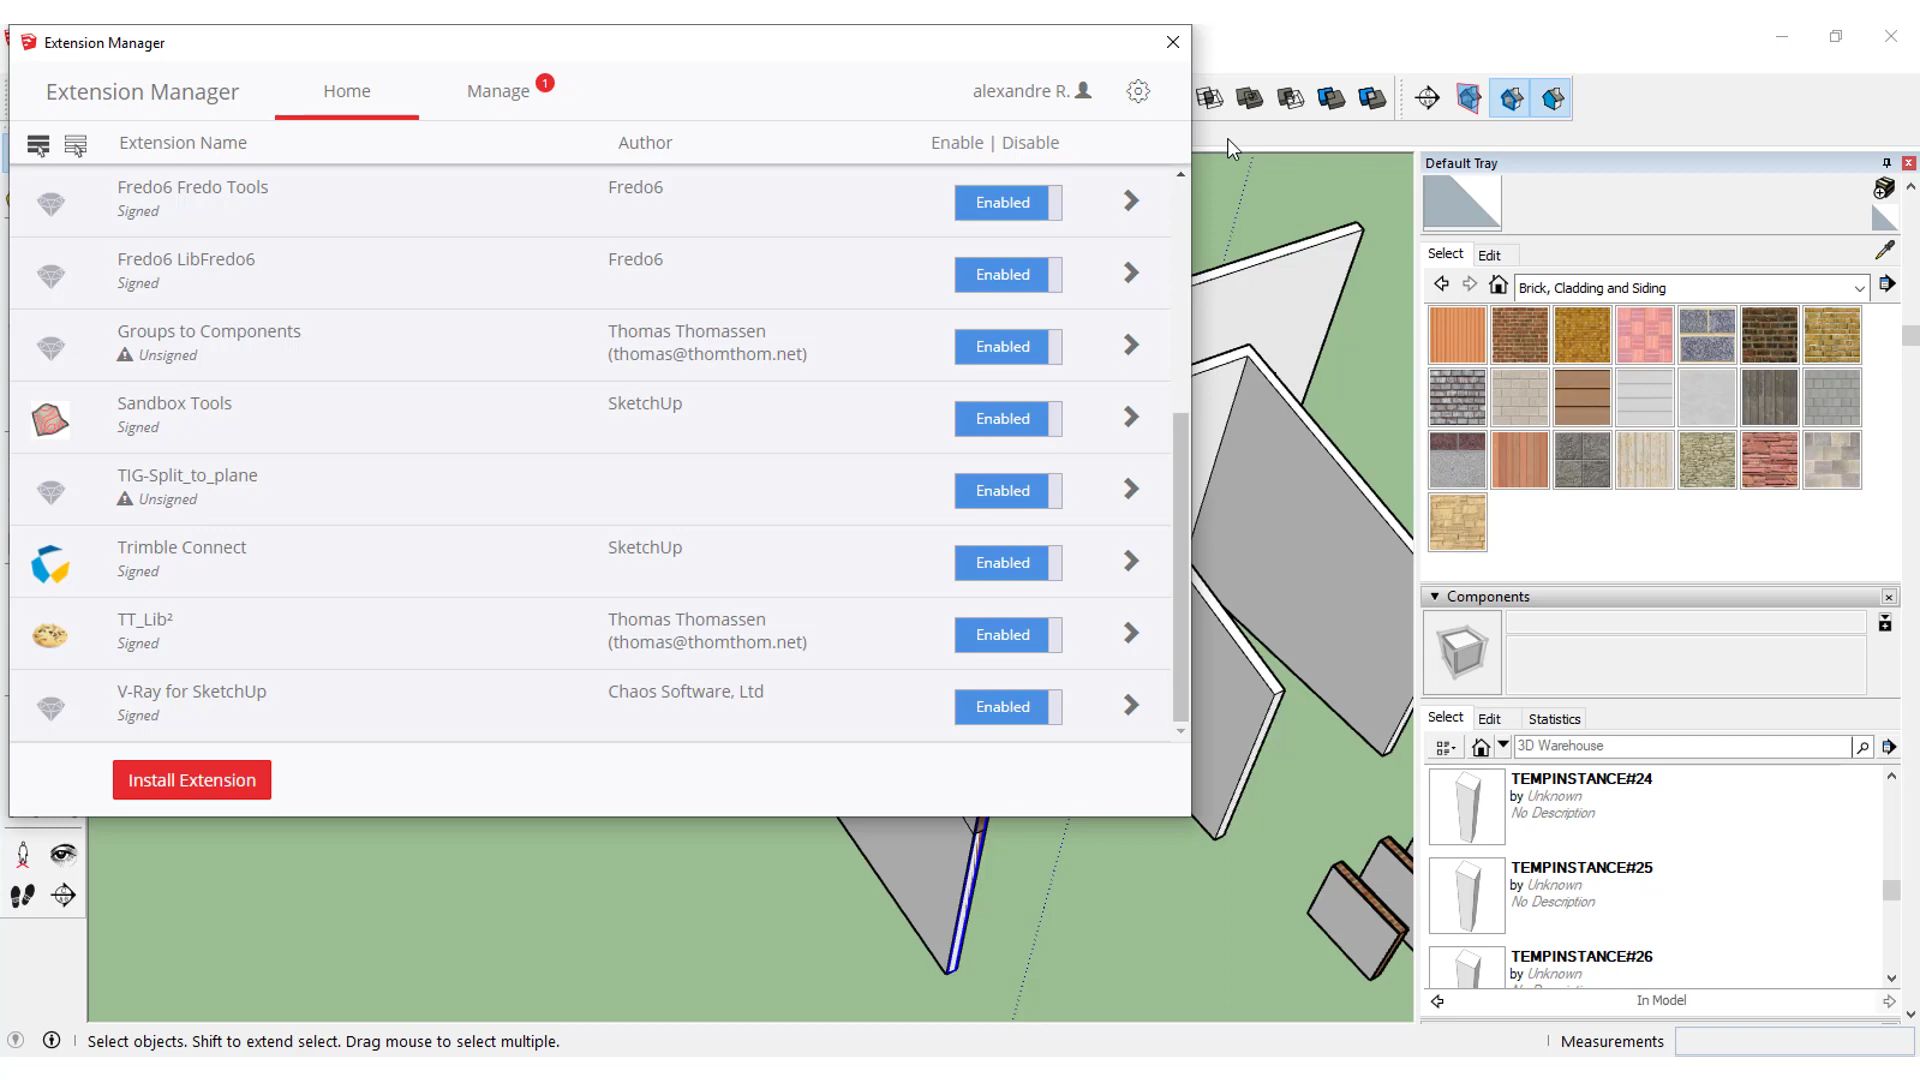 Extension Manager
Extension Manager
Home
Manage
1
alexandre R.
Extension Name
Author
Enable | Disable
Fredo6 Fredo Tools
Signed
Fredo6
Enabled
Fredo6 LibFredo6
Signed
Fredo6
Enabled
Groups to Components
Unsigned
Thomas Thomassen
(thomas@thomthom.net)
Enabled
Sandbox Tools
Signed
SketchUp
Enabled
TIG-Split_to_plane
Unsigned
Enabled
Trimble Connect
Signed
SketchUp
Enabled
TT_Lib²
Signed
Thomas Thomassen
(thomas@thomthom.net)
Enabled
V-Ray for SketchUp
Signed
Chaos Software, Ltd
Enabled
Install Extension
Default Tray
Select
Edit
Brick, Cladding and Siding
Components
Select
Edit
Statistics
3D Warehouse
TEMPINSTANCE#24
by Unknown
No Description
TEMPINSTANCE#25
by Unknown
No Description
TEMPINSTANCE#26
by Unknown
In Model
Select objects. Shift to extend select. Drag mouse to select multiple.
Measurements